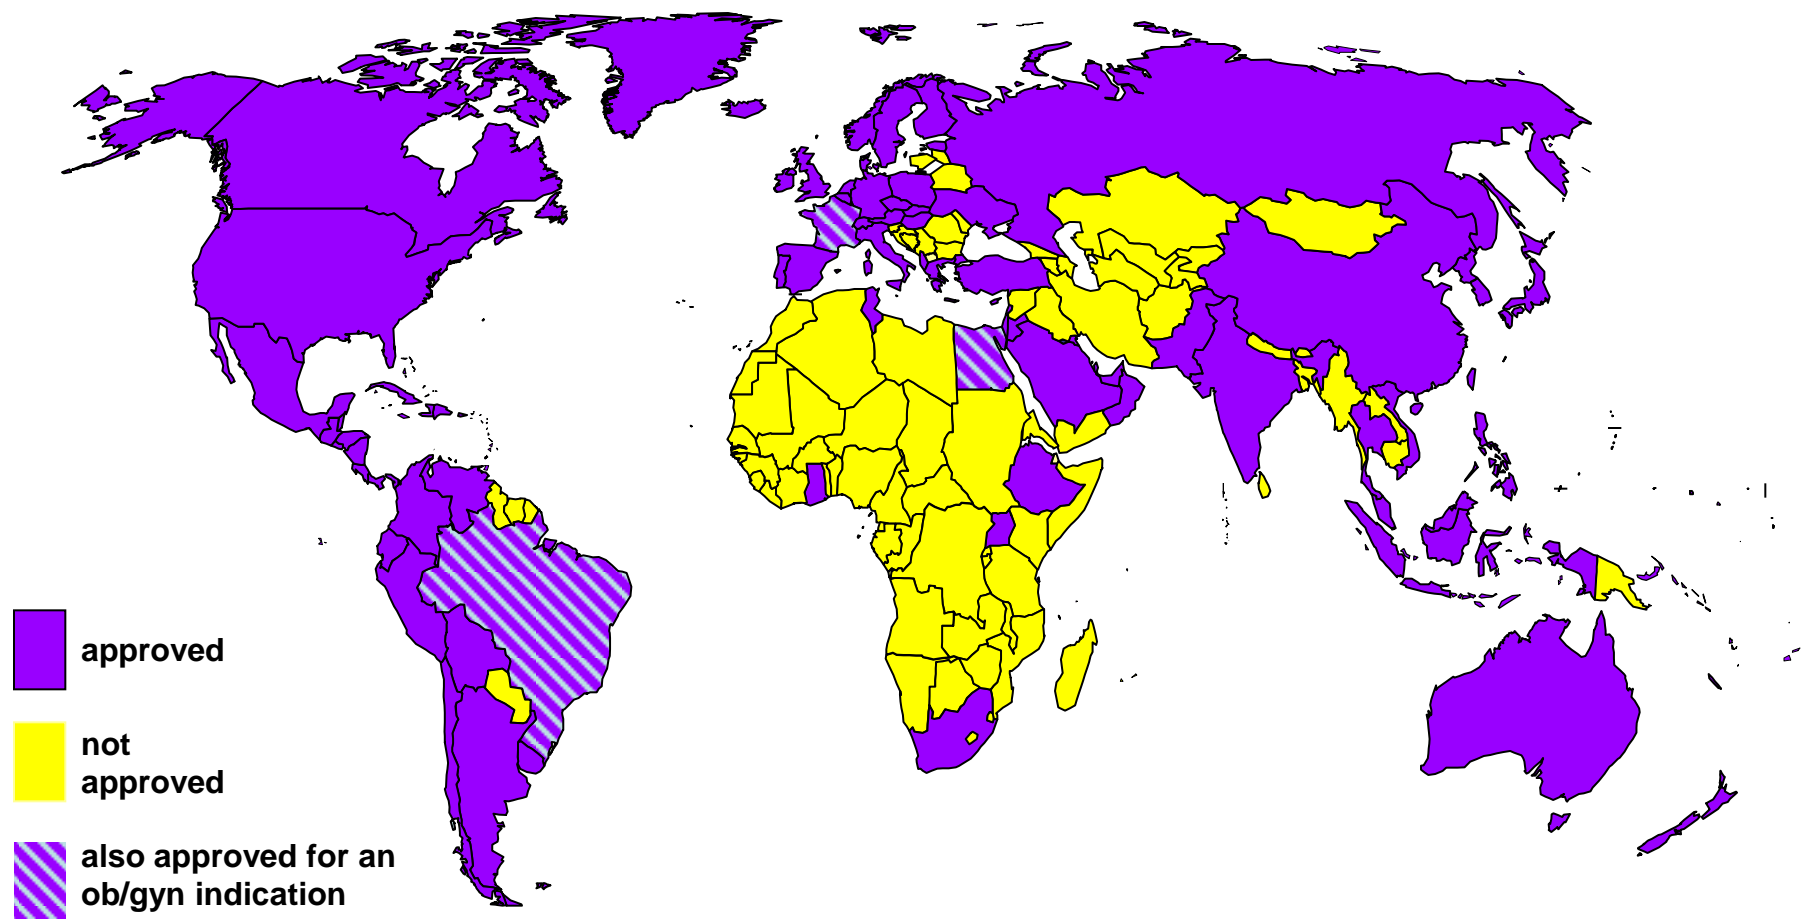 approved
not
approved
also approved for an
ob/gyn indication